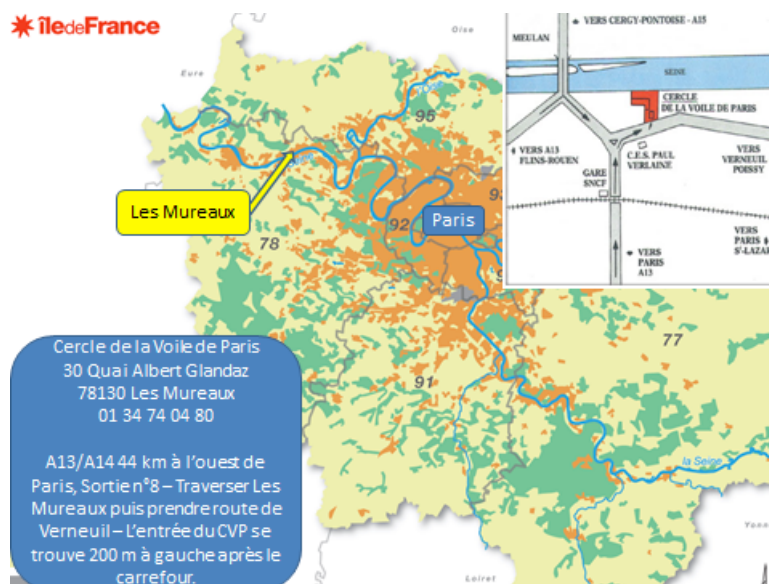 îledeFrance
Oise
Eure
l'Oise
95
Les Mureaux
78
92
Paris
91
77
la Seine
Loiret
MEULAN
VERS CERGY-PONTOISE - A15
SEINE
CERCLE
DE LA VOILE DE PARIS
VERS A13
FLINS-ROUEN
C.E.S. PAUL
VERLAINE
GARE
SNCF
VERS
VERNEUIL
POISSY
VERS
PARIS
A13
VERS
PARIS
Cercle de la Voile de Paris
30 Quai Albert Glandaz
78130 Les Mureaux
01 34 74 04 80
A13/A14 44 km à l'ouest de
Paris, Sortie n°8 – Traverser Les
Mureaux puis prendre route de
Verneuil – L'entrée du CVP se
trouve 200 m à gauche après le
carrefour.